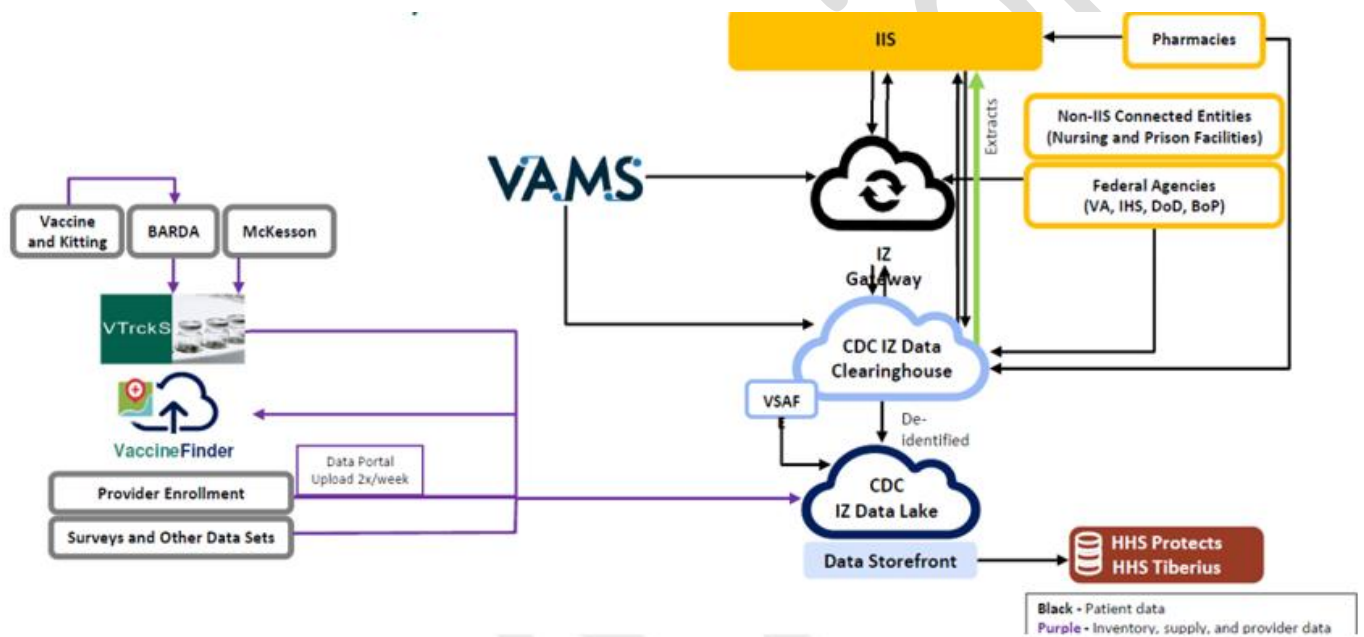 IIS
Pharmacies
Non-IIS Connected Entities
(Nursing and Prison Facilities)
Extracts
VAMS
Federal Agencies
(VA, IHS, DoD, BoP)
Vaccine
and Kitting
BARDA
McKesson
IZ
Gateway
VTrckS
CDC IZ Data
Clearinghouse
VSAF
E
De-
identified
VaccineFinder
Data Portal
Upload 2x/week
Provider Enrollment
CDC
IZ Data Lake
Surveys and Other Data Sets
Data Storefront
HHS Protects
HHS Tiberius
Black - Patient data
Purple - Inventory, supply, and provider data